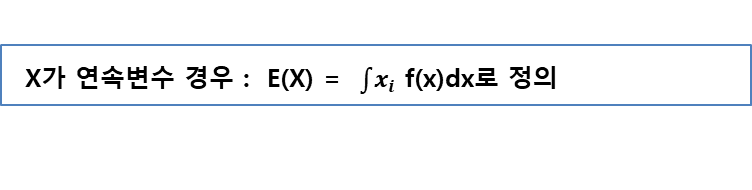 X가 연속변수 경우 : E(X) = ∫𝒙ᵢ f(x)dx로 정의